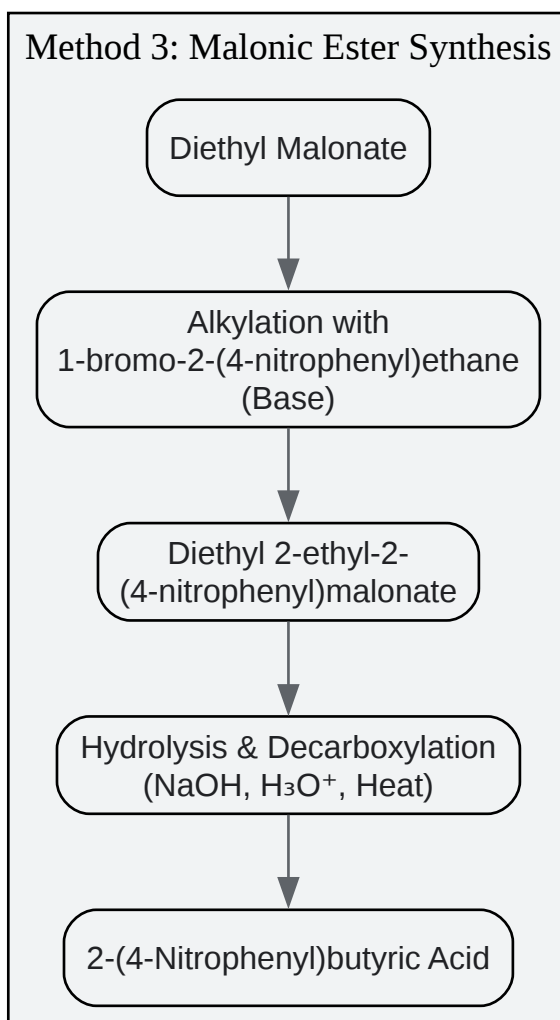 Method 3: Malonic Ester Synthesis
Diethyl Malonate
Alkylation with
1-bromo-2-(4-nitrophenyl)ethane
(Base)
Diethyl 2-ethyl-2-
(4-nitrophenyl)malonate
Hydrolysis & Decarboxylation
(NaOH, H₃O⁺, Heat)
2-(4-Nitrophenyl)butyric Acid